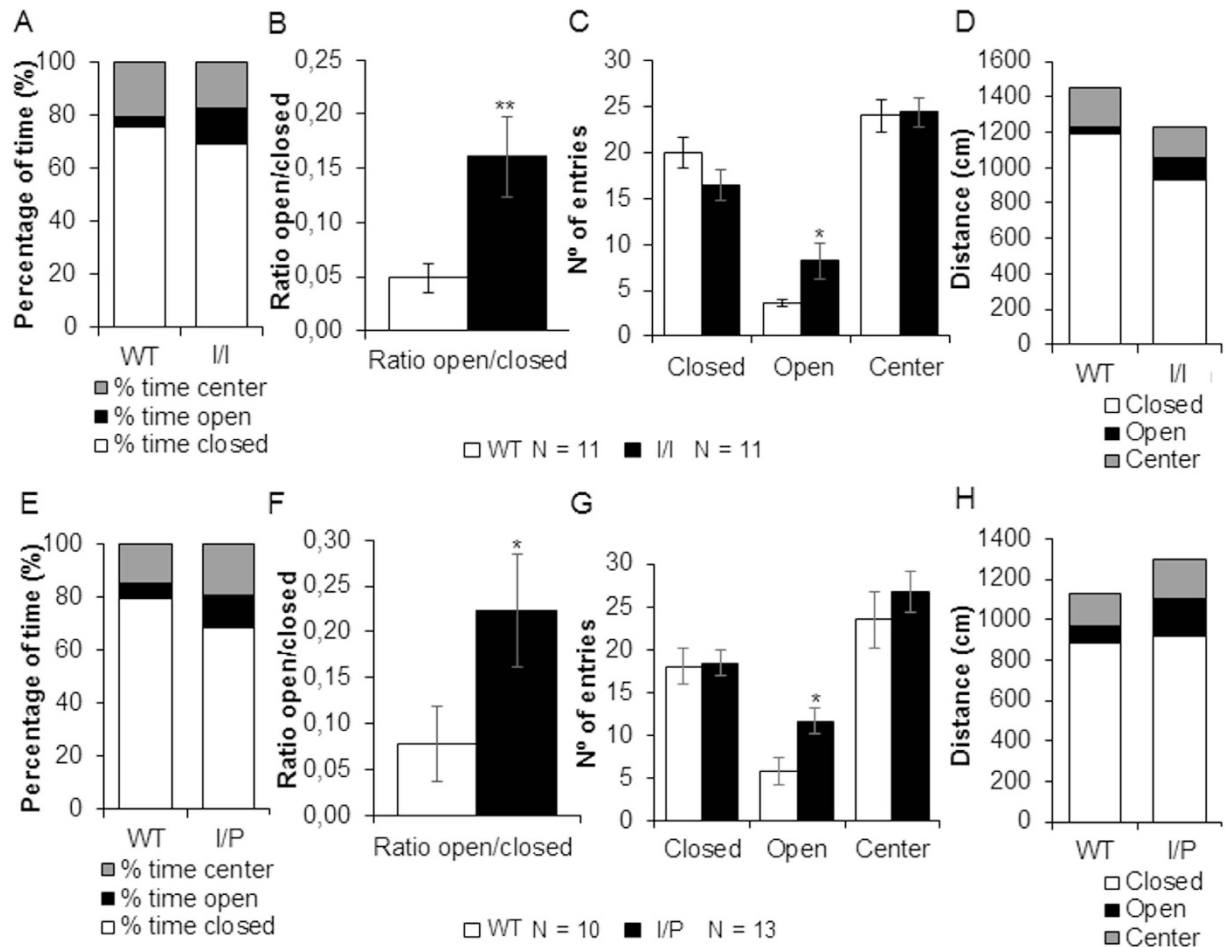 A
Percentage of time (%)
100
80
60
40
20
0
WT I/I
% time center
% time open
% time closed
B
Ratio open/closed
0,25
0,20
0,15
0,10
0,05
0,00
**
Ratio open/closed
C
Nº of entries
30
25
20
15
10
5
0
*
Closed Open Center
D
Distance (cm)
1600
1400
1200
1000
800
600
400
200
0
WT I/I
Closed
Open
Center
WT N = 11 I/I N = 11
E
Percentage of time (%)
100
80
60
40
20
0
WT I/P
% time center
% time open
% time closed
F
Ratio open/closed
0,30
0,25
0,20
0,15
0,10
0,05
0,00
*
Ratio open/closed
G
Nº of entries
30
25
20
15
10
5
0
*
Closed Open Center
H
Distance (cm)
1400
1200
1000
800
600
400
200
0
WT I/P
Closed
Open
Center
WT N = 10 I/P N = 13